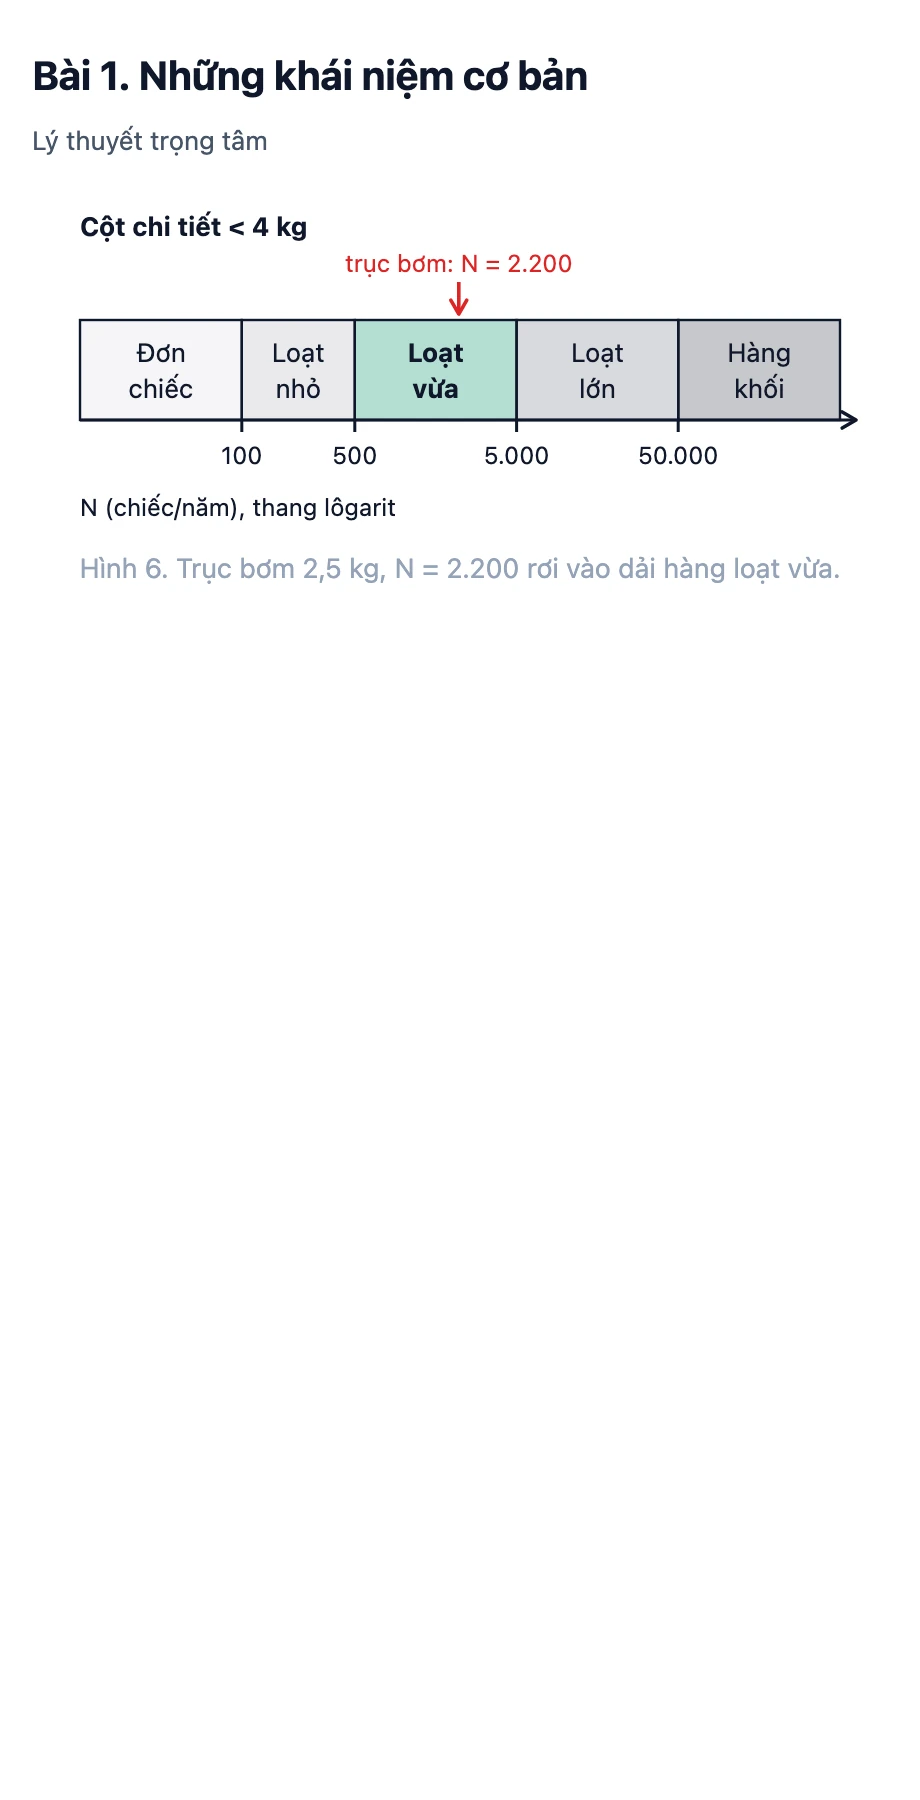 Bài 1. Những khái niệm cơ bản
Lý thuyết trọng tâm
Cột chi tiết < 4 kg
trục bơm: N = 2.200
Đơn chiếc
Loạt nhỏ
Loạt vừa
Loạt lớn
Hàng khối
100
500
5.000
50.000
N (chiếc/năm), thang lôgarit
Hình 6. Trục bơm 2,5 kg, N = 2.200 rơi vào dải hàng loạt vừa.